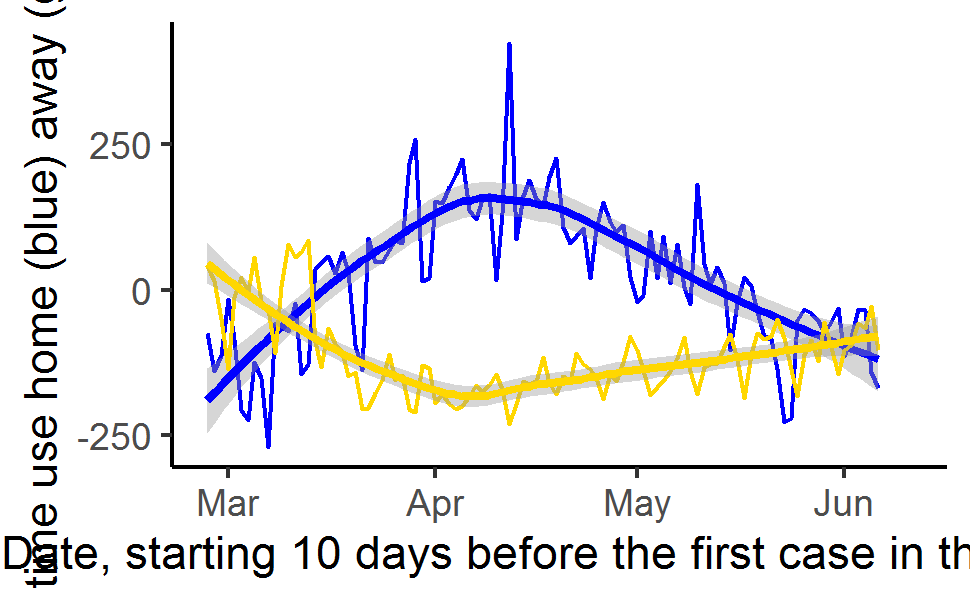 time use home (blue) away (
250
0
-250
Mar Apr May Jun
Date, starting 10 days before the first case in th